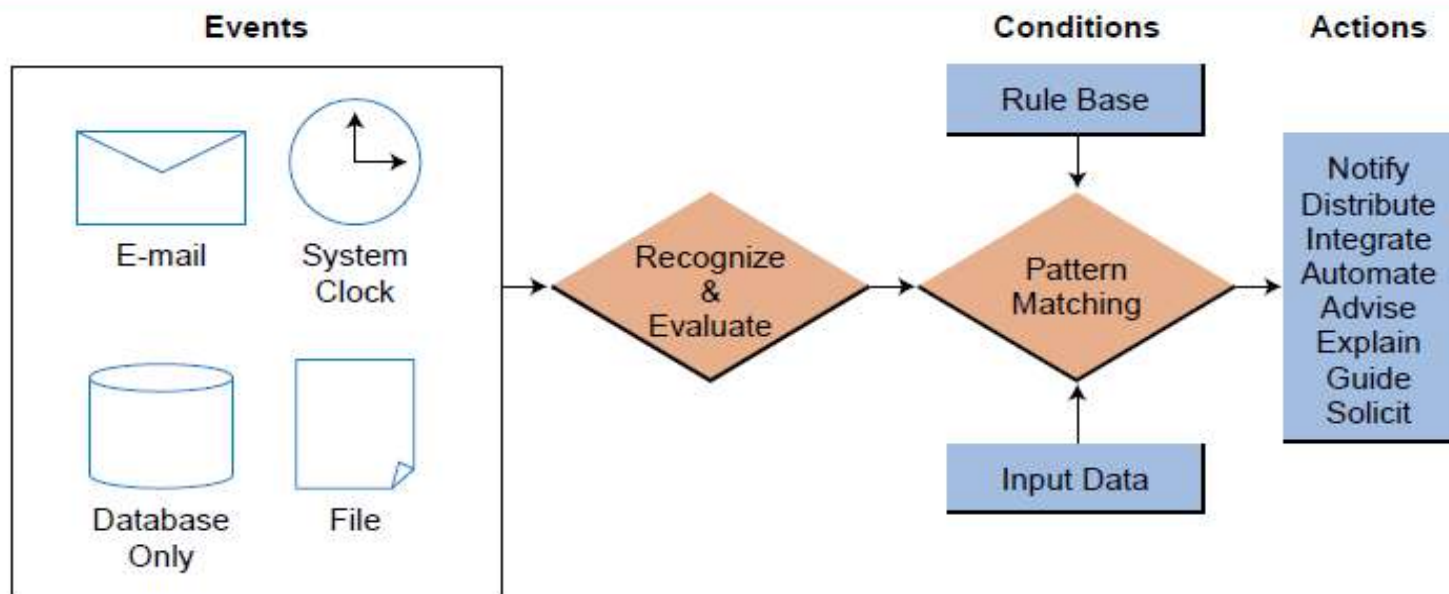 Events
Conditions
Actions
E-mail
System
Clock
Database
Only
File
Recognize
&
Evaluate
Rule Base
Pattern
Matching
Input Data
Notify
Distribute
Integrate
Automate
Advise
Explain
Guide
Solicit